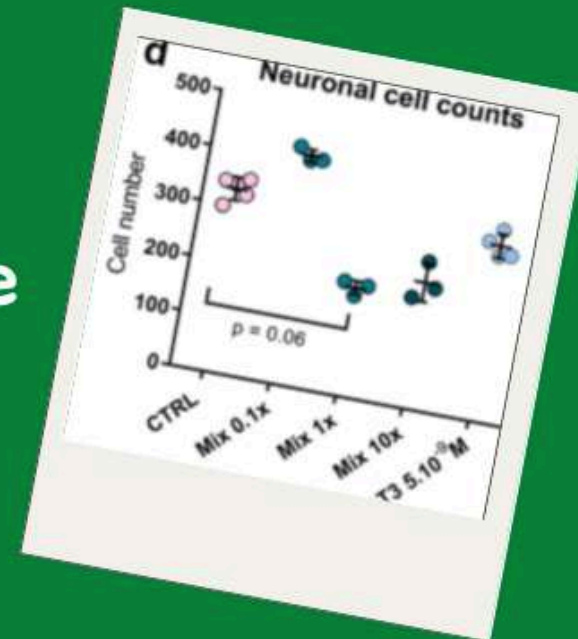 e
d
Neuronal cell counts
Cell number
500
400
300
200
100
0
p = 0.06
CTRL
Mix 0.1x
Mix 1x
Mix 10x
T3 5.10⁻⁹M